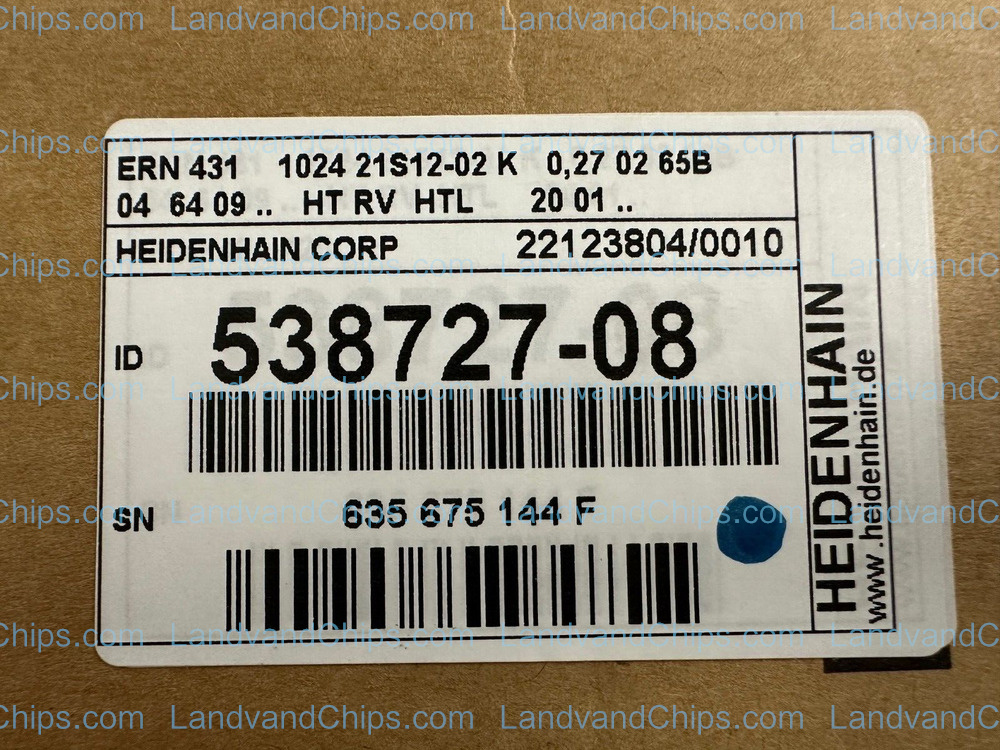 ERN 431 1024 21S12-02 K 0,27 02 65B
04 64 09 .. HT RV HTL 20 01 ..
HEIDENHAIN CORP 22123804/0010
ID 538727-08
SN 635 675 144 F
HEIDENHAIN
www.heidenhain.de
LandvandChips.com